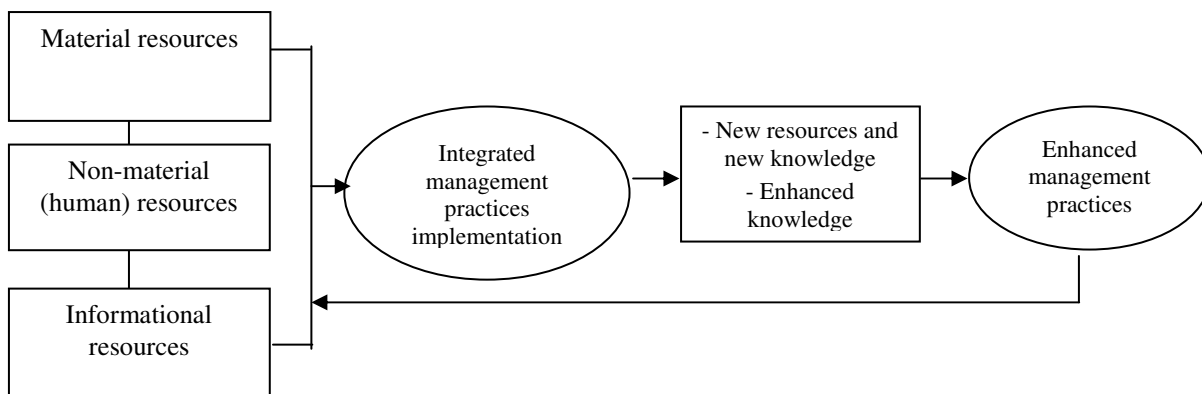 Material resources
Non-material
(human) resources
Informational
resources
Integrated
management
practices
implementation
- New resources and
new knowledge
- Enhanced
knowledge
Enhanced
management
practices